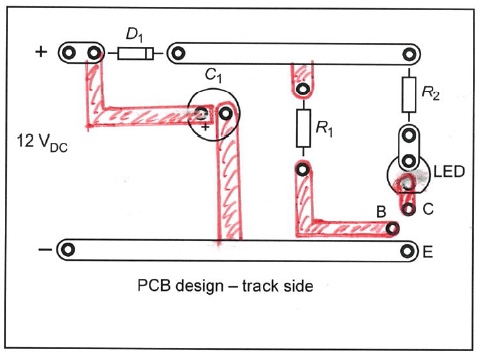 D1
+
C1
R2
+
R1
12 VDC
LED
B
C
−
E
PCB design – track side